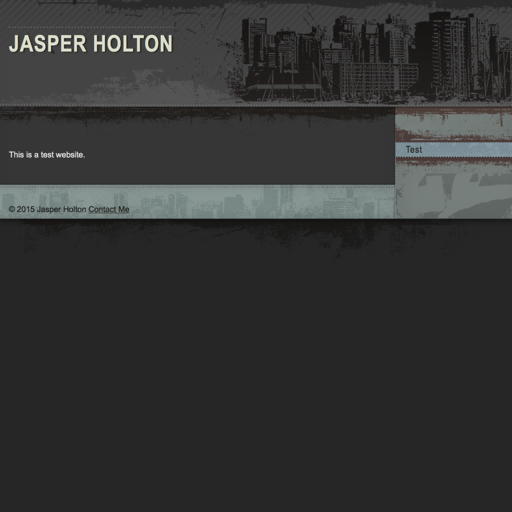 JASPER HOLTON
Test
This is a test website.
© 2015 Jasper Holton Contact Me